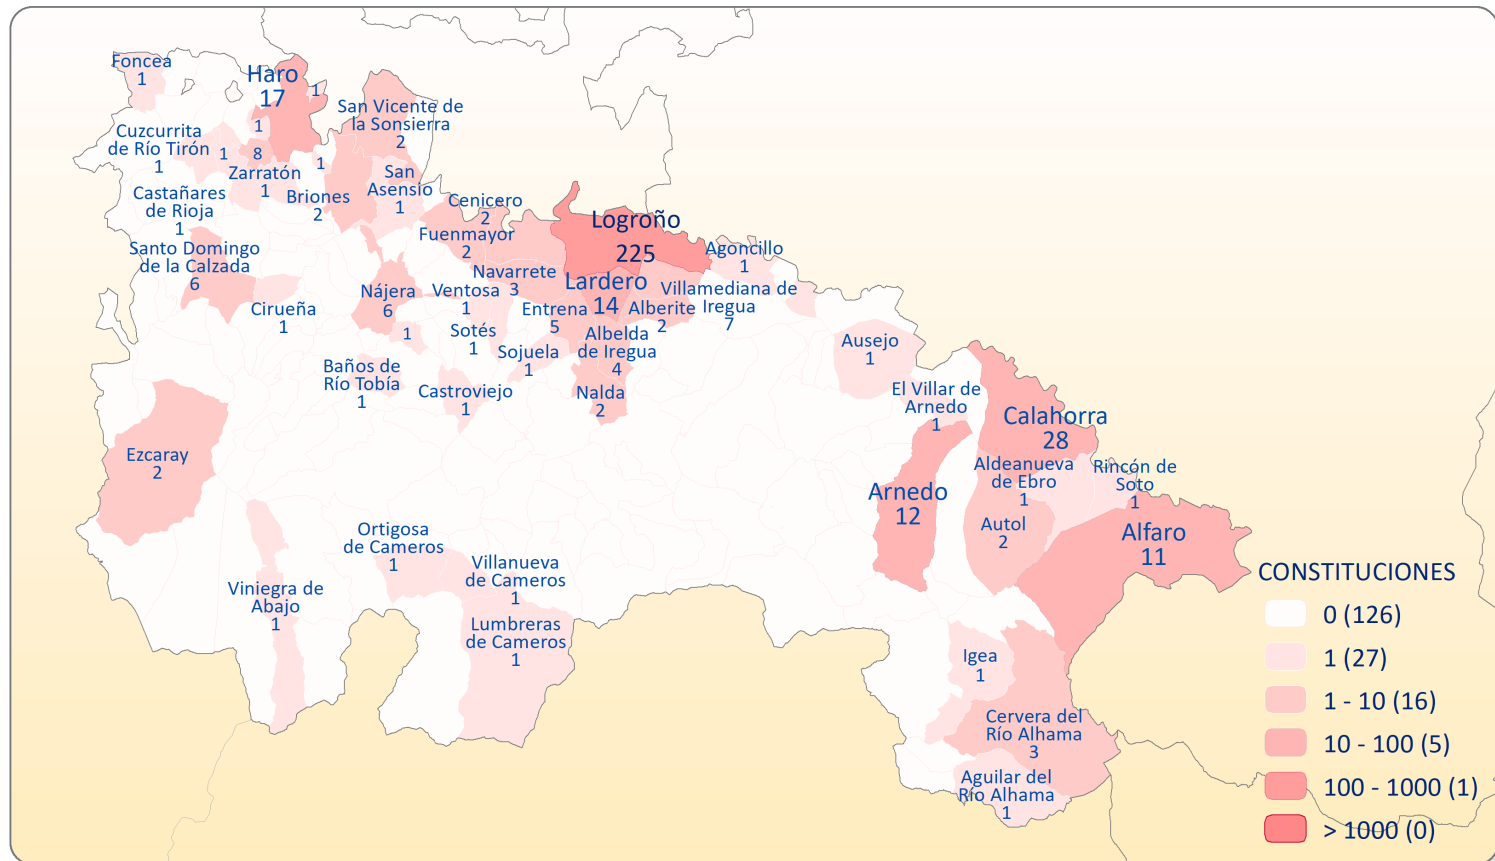 Foncea
1
Haro
17
1
San Vicente de
la Sonsierra
2
1
Cuzcurrita
de Río Tirón
1
1
8
1
Zarratón
1
San
Asensio
1
Castañares
de Rioja
1
Briones
2
Cenicero
2
Fuenmayor
2
Logroño
225
Agoncillo
1
Santo Domingo
de la Calzada
6
Navarrete
3
Lardero
14
Villamediana de
Iregua
7
Nájera
6
Ventosa
1
Cirueña
1
Entrena
5
Alberite
2
1
Sotés
1
Albelda
de Iregua
4
Sojuela
1
Ausejo
1
Baños de
Río Tobía
1
Castroviejo
1
Nalda
2
El Villar de
Arnedo
1
Calahorra
28
Ezcaray
2
Aldeanueva
de Ebro
1
Rincón de
Soto
1
Arnedo
12
Autol
2
Alfaro
11
Ortigosa
de Cameros
1
Villanueva
de Cameros
1
Viniegra de
Abajo
1
Lumbreras
de Cameros
1
Igea
1
Cervera del
Río Alhama
3
Aguilar del
Río Alhama
1
CONSTITUCIONES
0 (126)
1 (27)
1 - 10 (16)
10 - 100 (5)
100 - 1000 (1)
> 1000 (0)